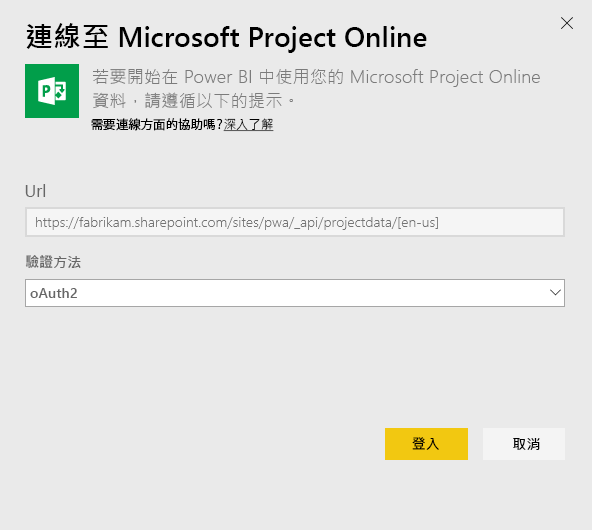 連線至 Microsoft Project Online
若要開始在 Power BI 中使用您的 Microsoft Project Online
資料，請遵循以下的提示。
需要連線方面的協助嗎?深入了解
Url
https://fabrikam.sharepoint.com/sites/pwa/_api/projectdata/[en-us]
驗證方法
oAuth2
登入 取消